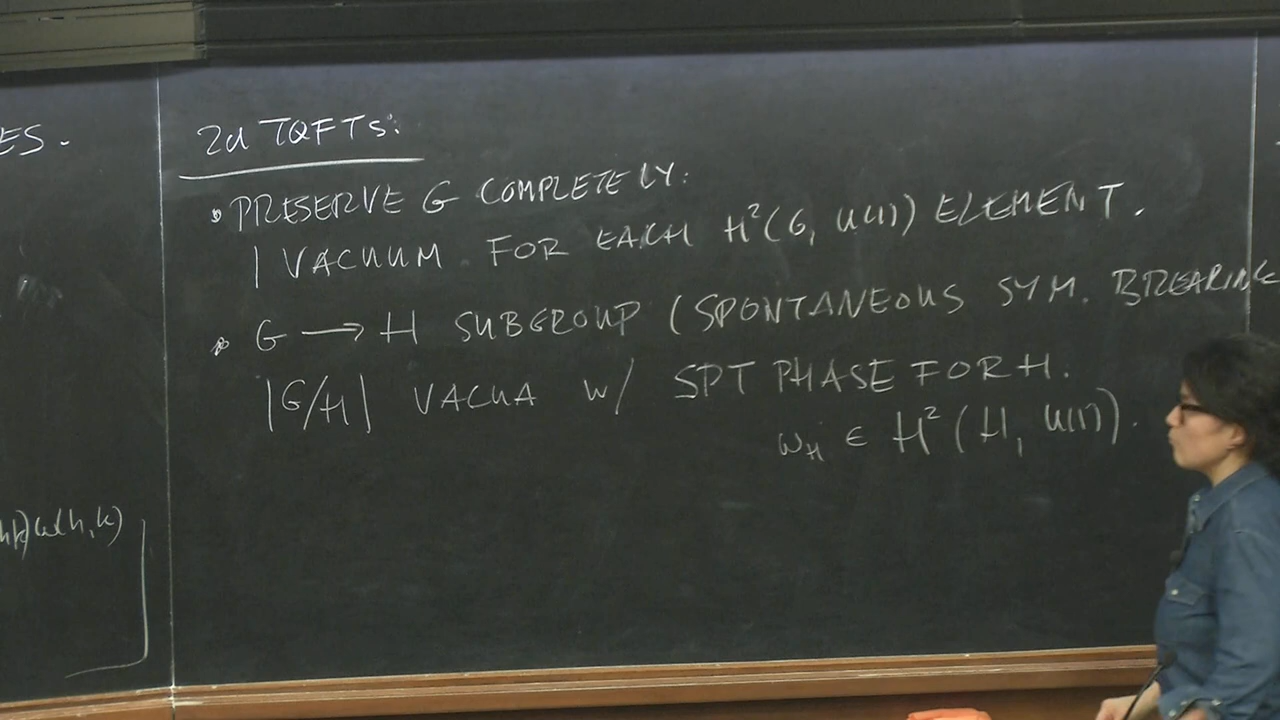 ES.
2d TQFTs:
• PRESERVE G COMPLETELY:
1 VACUUM FOR EACH H²(G, U(1)) ELEMENT.
• G → H SUBGROUP (SPONTANEOUS SYM. BREAKING
|G/H| VACUA W/ SPT PHASE FOR H.
ω_H ∈ H²(H, U(1)).
k)ω(h,k)